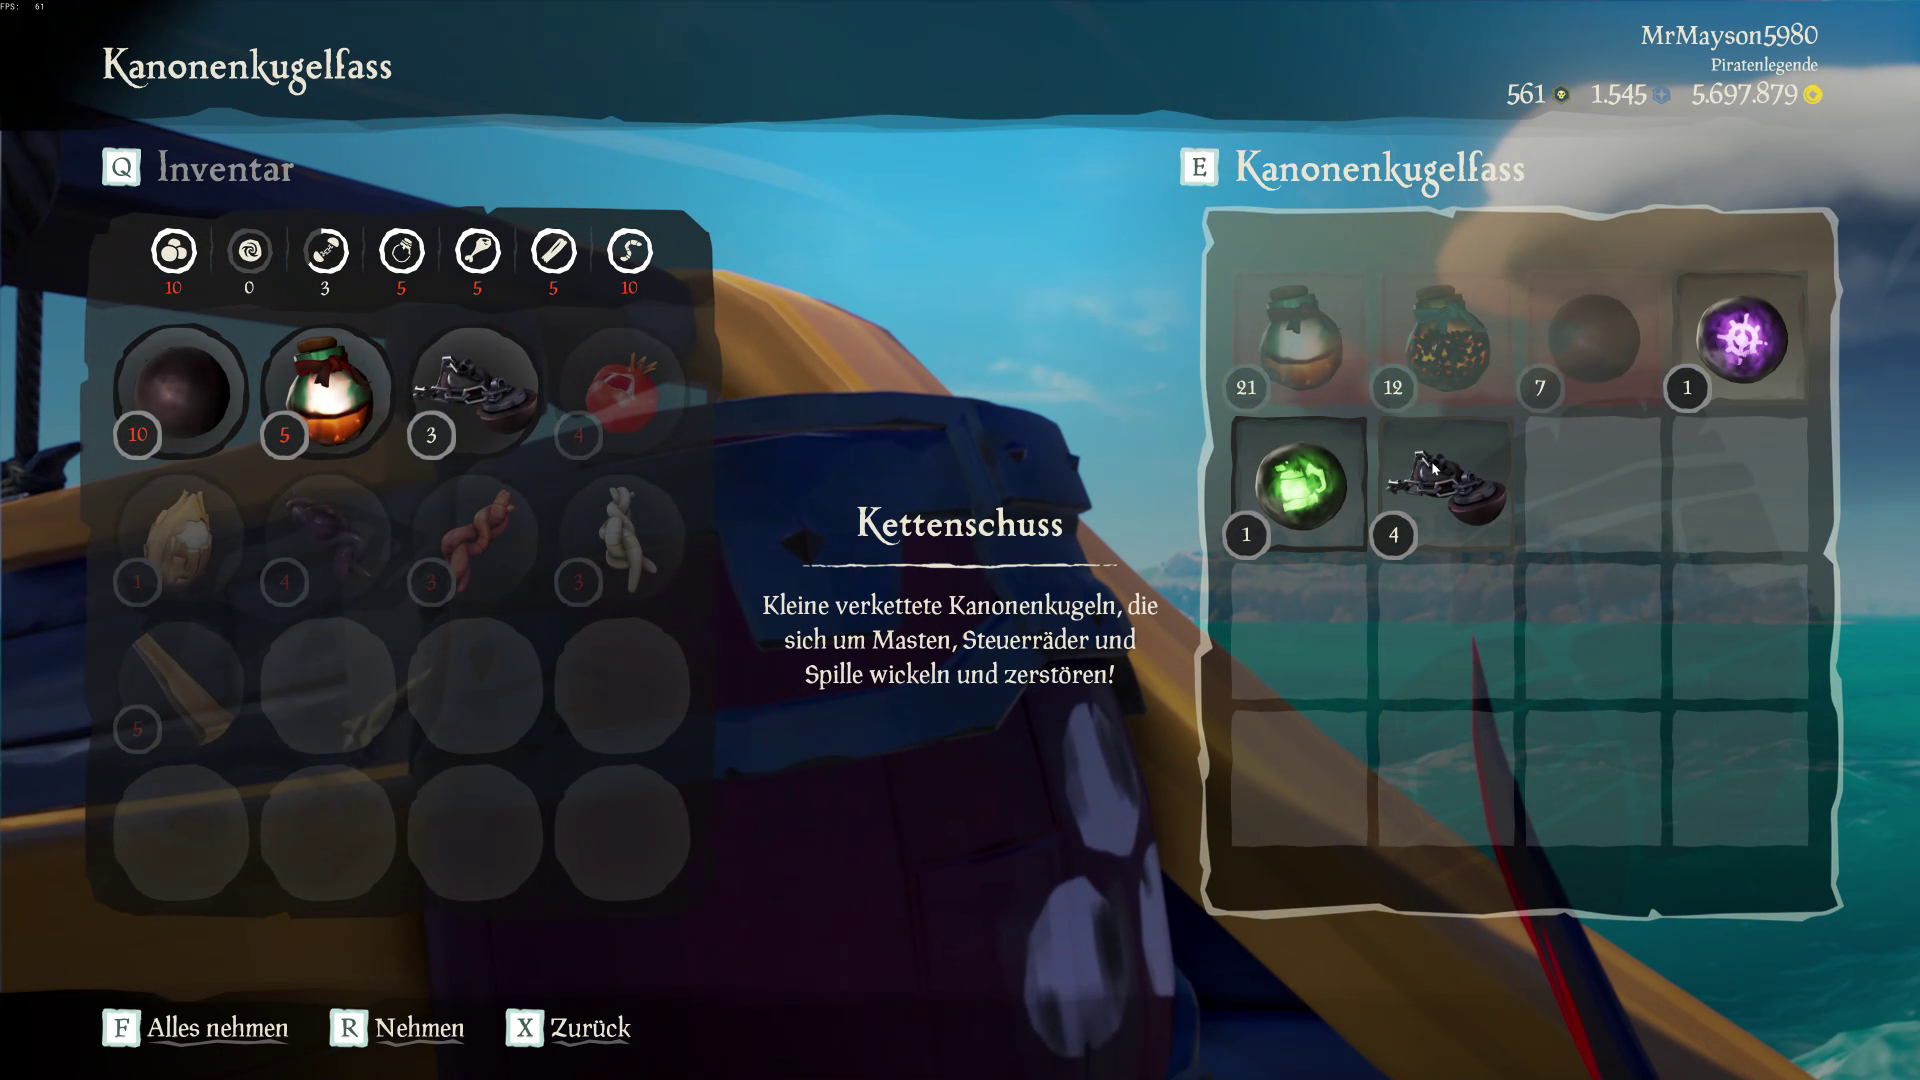 FPS: 61
Kanonenkugelfass
MrMayson5980
Piratenlegende
561 1.545 5.697.879
Q Inventar
E Kanonenkugelfass
10 0 3 5 5 5 10
10 5 3 4
1 4 3 3
5
21 12 7 1
1 4
Kettenschuss
Kleine verkettete Kanonenkugeln, die
sich um Masten, Steuerräder und
Spille wickeln und zerstören!
F Alles nehmen R Nehmen X Zurück